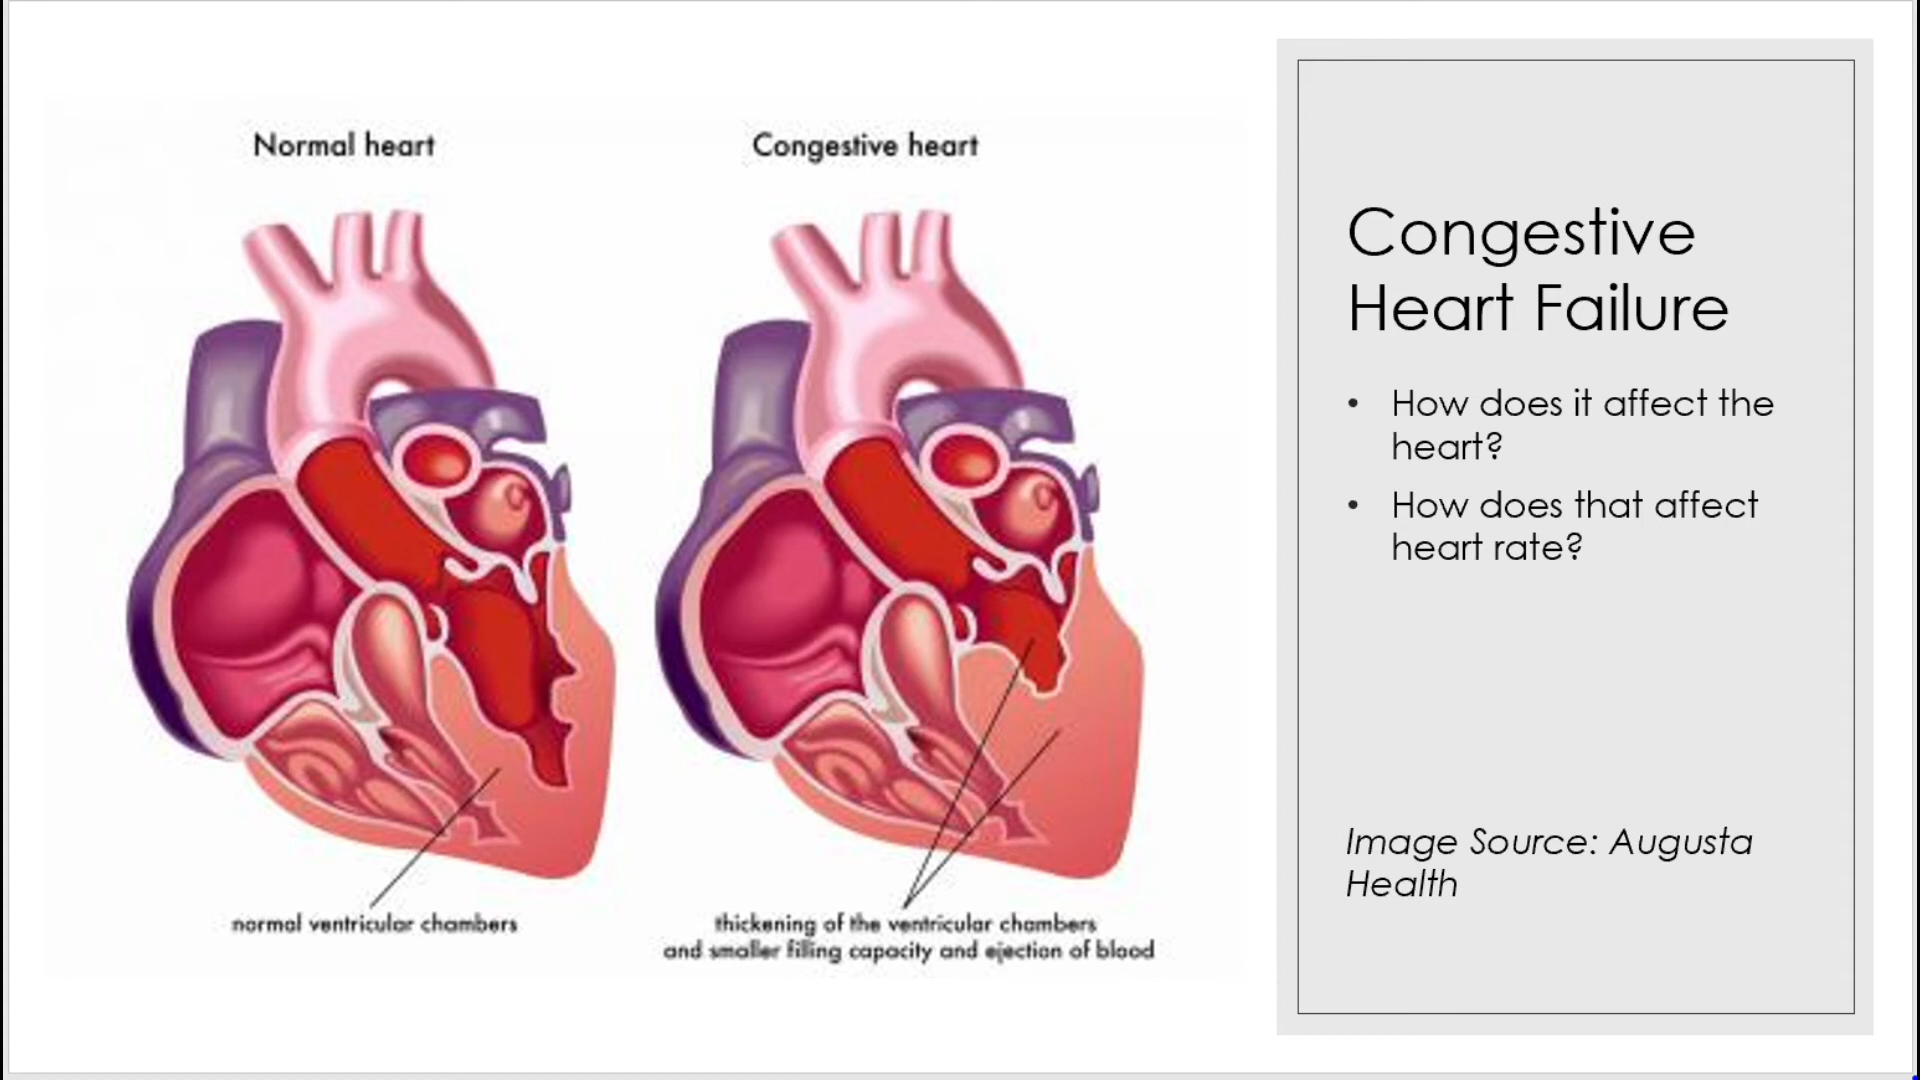 Normal heart
Congestive heart
normal ventricular chambers
thickening of the ventricular chambers
and smaller filling capacity and ejection of blood
Congestive
Heart Failure
• How does it affect the
heart?
• How does that affect
heart rate?
Image Source: Augusta
Health